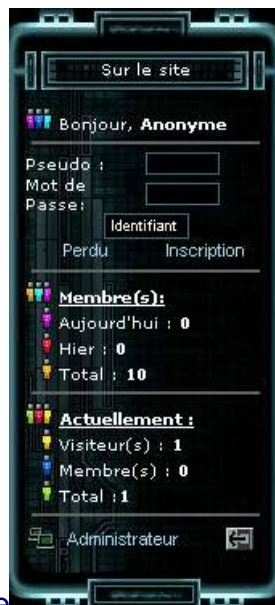 Sur le site
Bonjour, Anonyme
Pseudo :
Mot de
Passe:
Identifiant
Perdu Inscription
Membre(s):
Aujourd'hui : 0
Hier : 0
Total : 10
Actuellement :
Visiteur(s) : 1
Membre(s) : 0
Total :1
Administrateur